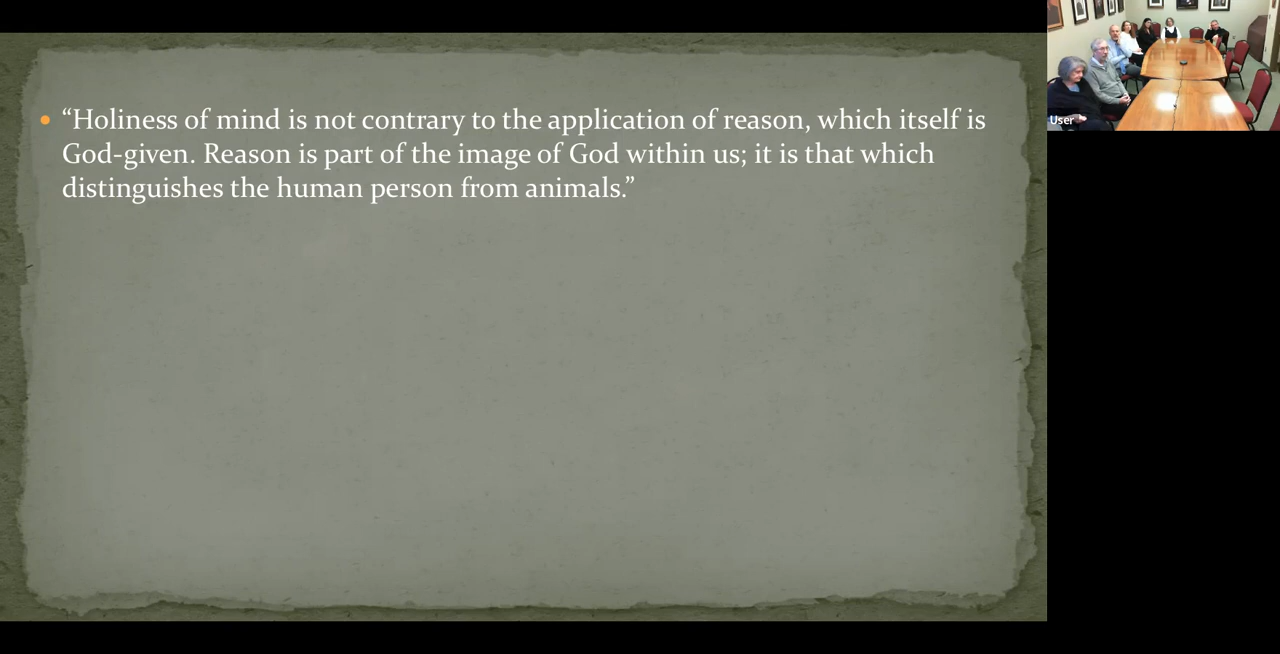 “Holiness of mind is not contrary to the application of reason, which itself is
God-given. Reason is part of the image of God within us; it is that which
distinguishes the human person from animals.”
User